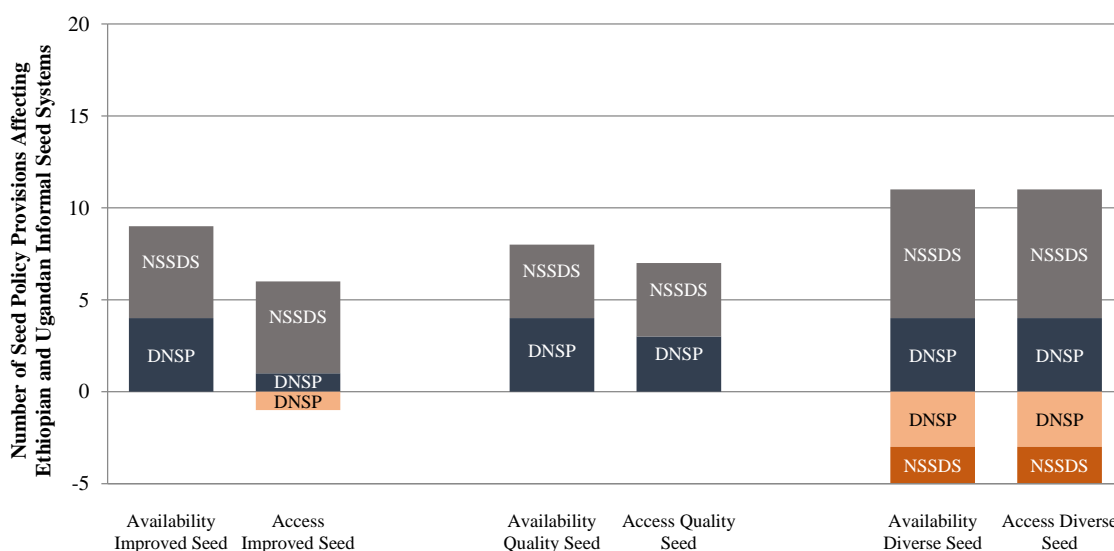 Number of Seed Policy Provisions Affecting
Ethiopian and Ugandan Informal Seed Systems
20
15
10
5
0
-5
NSSDS
DNSP
NSSDS
DNSP
DNSP
NSSDS
DNSP
NSSDS
DNSP
NSSDS
DNSP
DNSP
NSSDS
NSSDS
DNSP
DNSP
NSSDS
Availability
Improved Seed
Access
Improved Seed
Availability
Quality Seed
Access Quality
Seed
Availability
Diverse Seed
Access Diverse
Seed